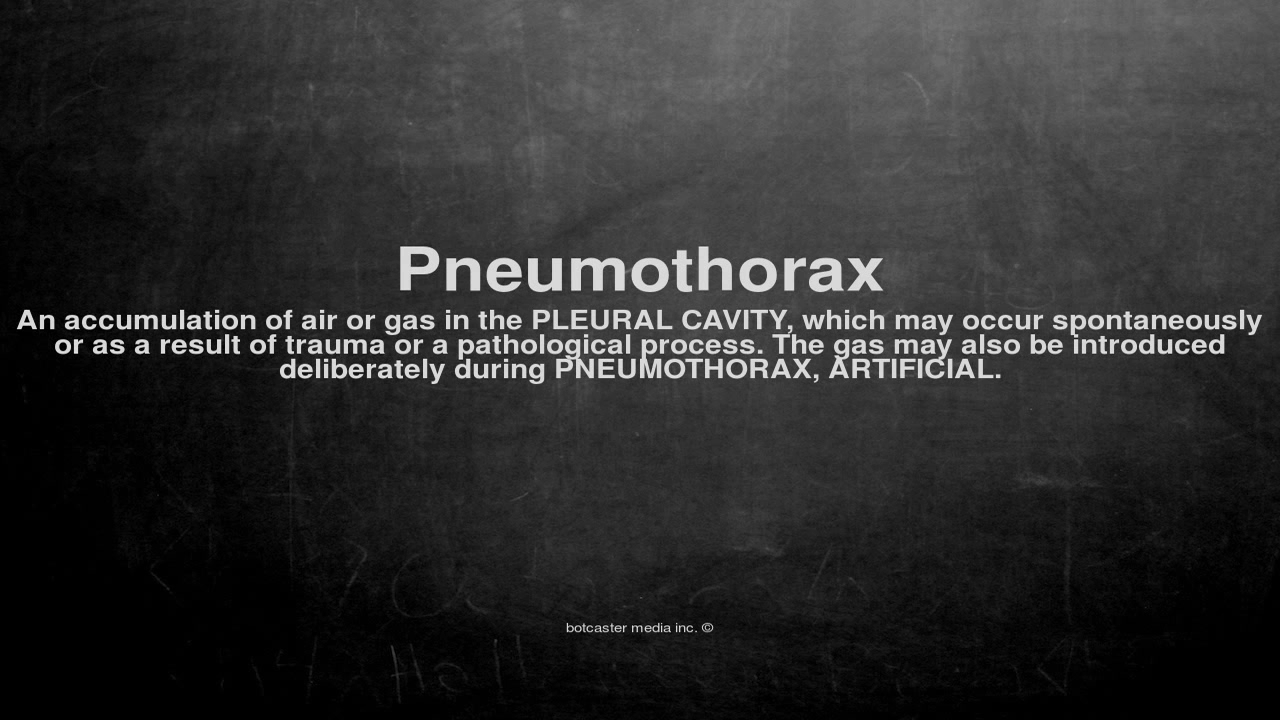 Pneumothorax
An accumulation of air or gas in the PLEURAL CAVITY, which may occur spontaneously
or as a result of trauma or a pathological process. The gas may also be introduced
deliberately during PNEUMOTHORAX, ARTIFICIAL.
botcaster media inc. ©